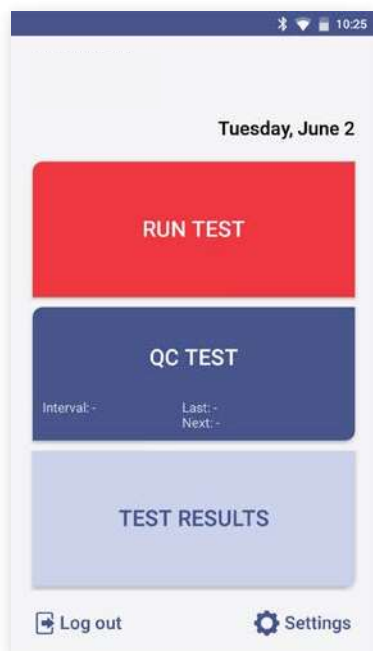 10:25
Tuesday, June 2
RUN TEST
QC TEST
Interval: - Last: -
Next: -
TEST RESULTS
Log out Settings